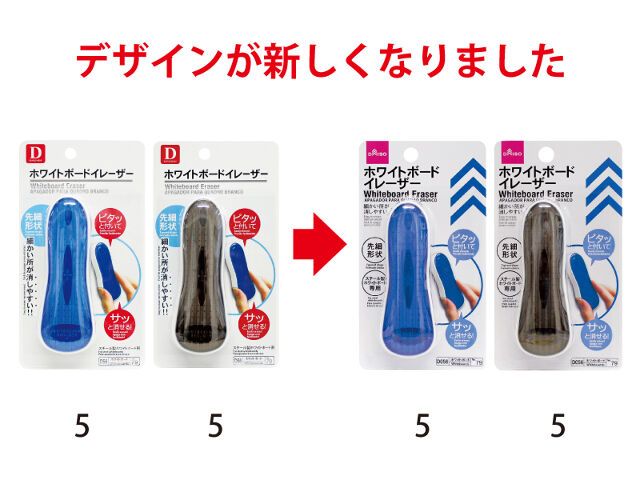 デザインが新しくなりました
D
ホワイトボードイレーザー
Whiteboard Eraser
APAGADOR PARA QUADRO BRANCO
先細形状
細かい所が消しやすい!!
ピタッと付いて
サッと消せる!
スチール製ホワイトボード用
D
ホワイトボードイレーザー
Whiteboard Eraser
APAGADOR PARA QUADRO BRANCO
先細形状
細かい所が消しやすい!!
ピタッと付いて
サッと消せる!
スチール製ホワイトボード用
DAISO
ホワイトボード
イレーザー
Whiteboard Eraser
APAGADOR PARA QUADRO BRANCO
細かい所が
消しやすい
先細
形状
スチール製
ホワイトボード
専用
ピタッ
と付いて
サッ
と消せる!
D056
DAISO
ホワイトボード
イレーザー
Whiteboard Eraser
APAGADOR PARA QUADRO BRANCO
細かい所が
消しやすい
先細
形状
スチール製
ホワイトボード
専用
ピタッ
と付いて
サッ
と消せる!
D056
5
5
5
5